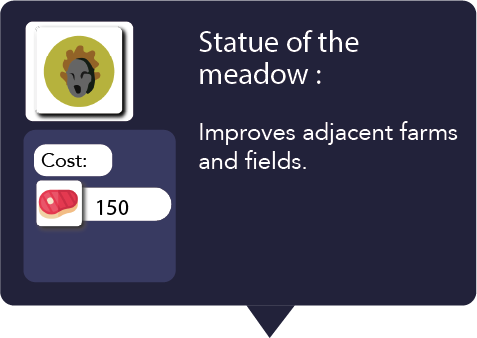 Statue of the
meadow :
Improves adjacent farms
and fields.
Cost:
150